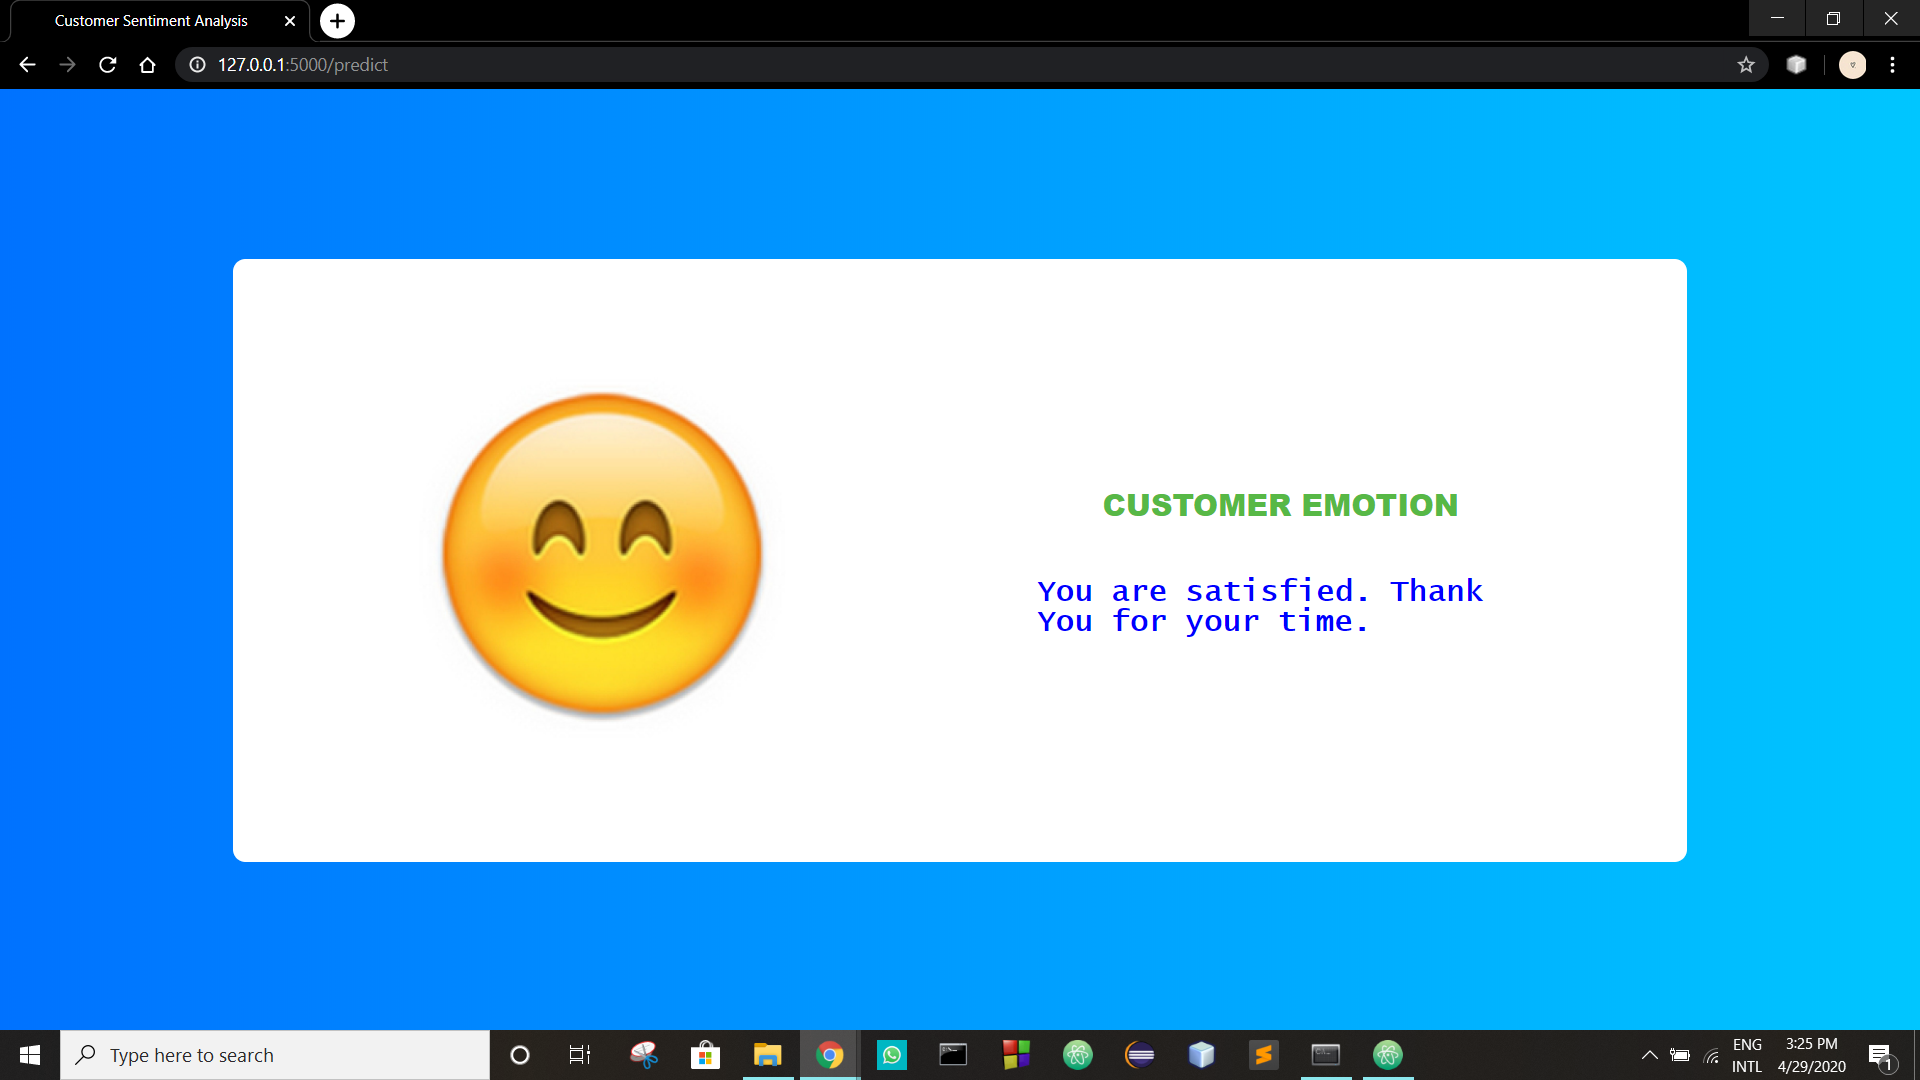 Customer Sentiment Analysis
127.0.0.1:5000/predict
CUSTOMER EMOTION
You are satisfied. Thank
You for your time.
Type here to search
ENG
INTL
3:25 PM
4/29/2020
1